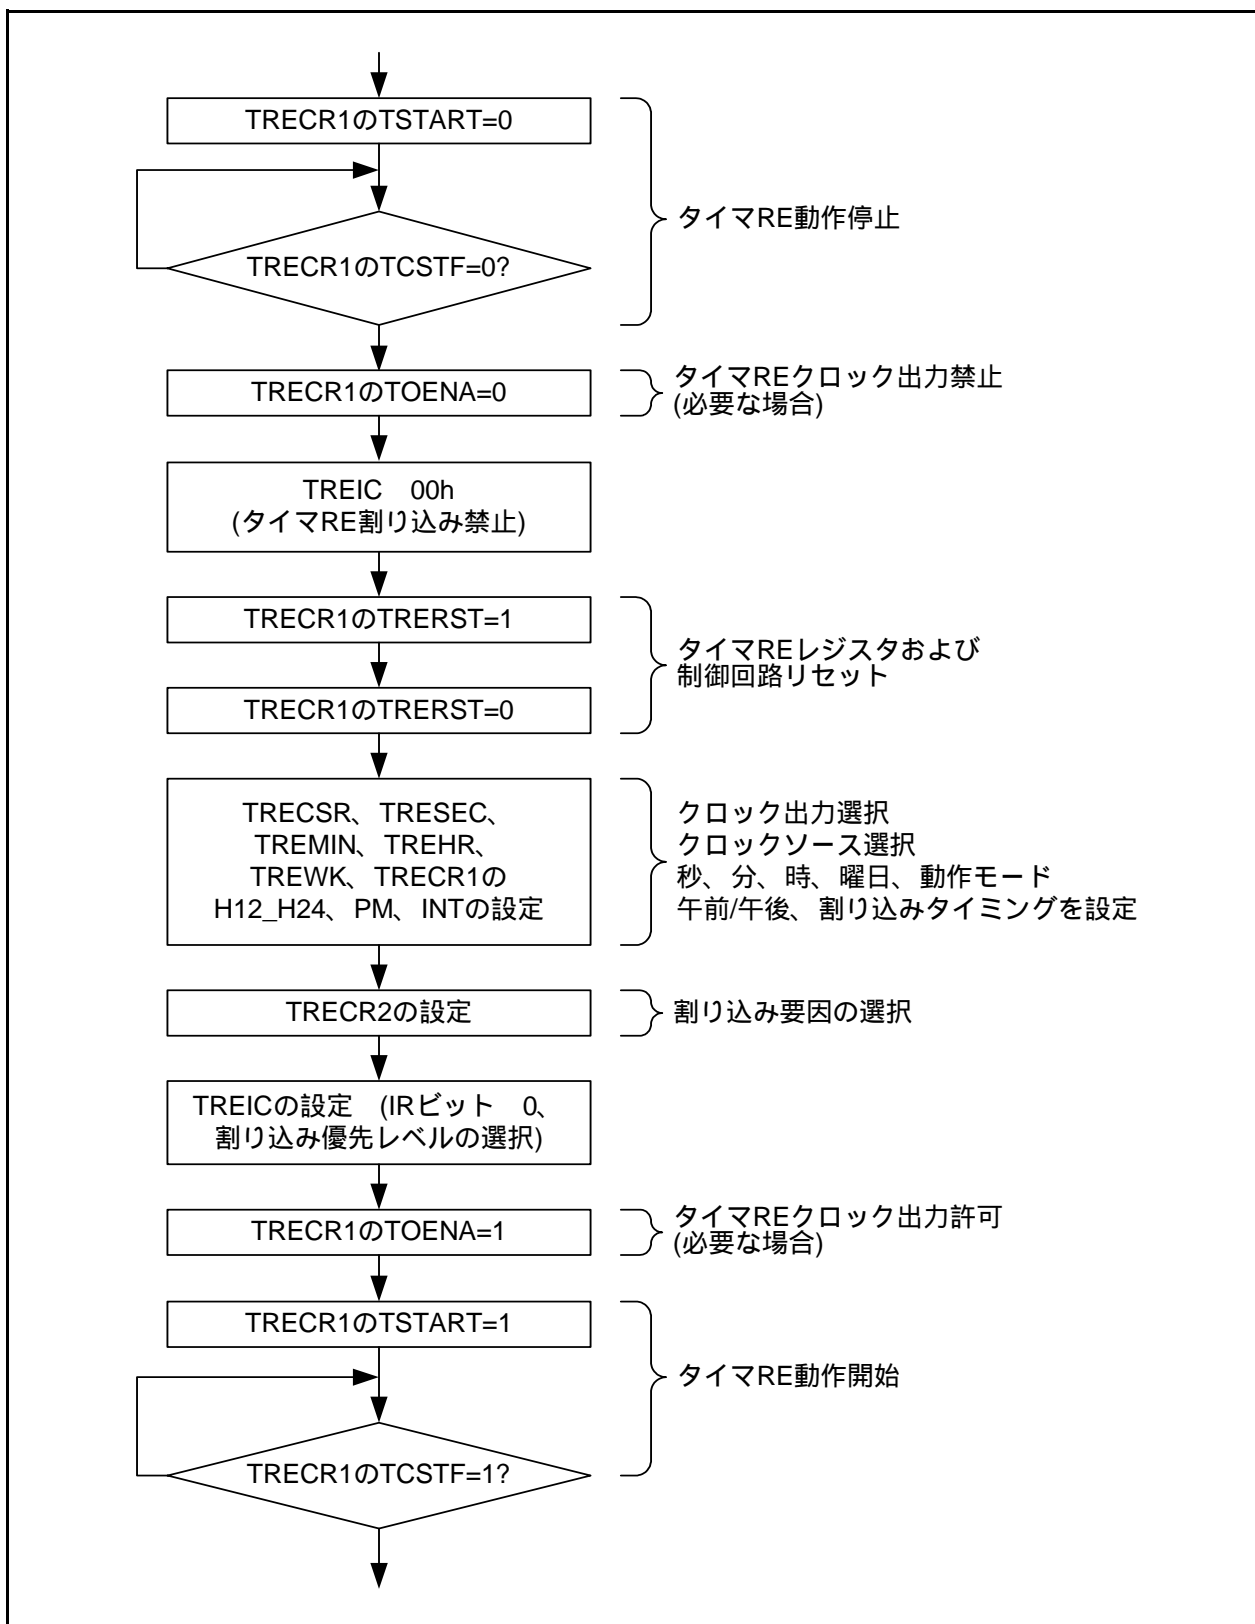 TRECR1のTSTART=0
TRECR1のTCSTF=0?
タイマRE動作停止
TRECR1のTOENA=0
タイマREクロック出力禁止
(必要な場合)
TREIC　00h
(タイマRE割り込み禁止)
TRECR1のTRERST=1
TRECR1のTRERST=0
タイマREレジスタおよび
制御回路リセット
TRECSR、TRESEC、
TREMIN、TREHR、
TREWK、TRECR1の
H12_H24、PM、INTの設定
クロック出力選択
クロックソース選択
秒、分、時、曜日、動作モード
午前/午後、割り込みタイミングを設定
TRECR2の設定
割り込み要因の選択
TREICの設定　(IRビット　0、
割り込み優先レベルの選択)
TRECR1のTOENA=1
タイマREクロック出力許可
(必要な場合)
TRECR1のTSTART=1
TRECR1のTCSTF=1?
タイマRE動作開始